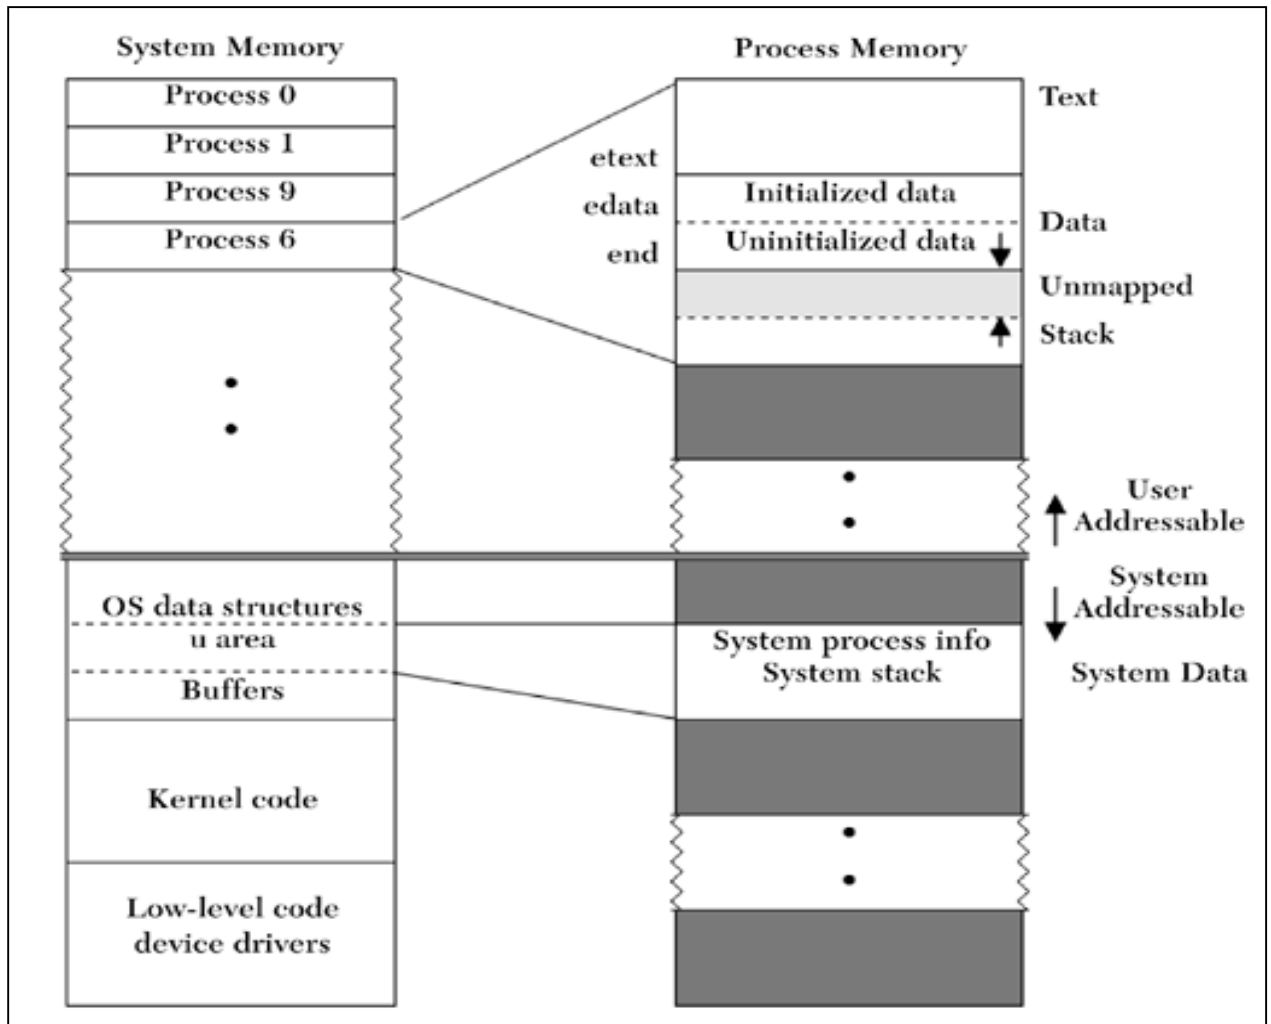 System Memory
Process 0
Process 1
Process 9
Process 6
OS data structures
u area
Buffers
Kernel code
Low-level code
device drivers
Process Memory
Text
etext
Initialized data
edata
Data
Uninitialized data
end
Unmapped
Stack
User
Addressable
System
Addressable
System process info
System stack
System Data